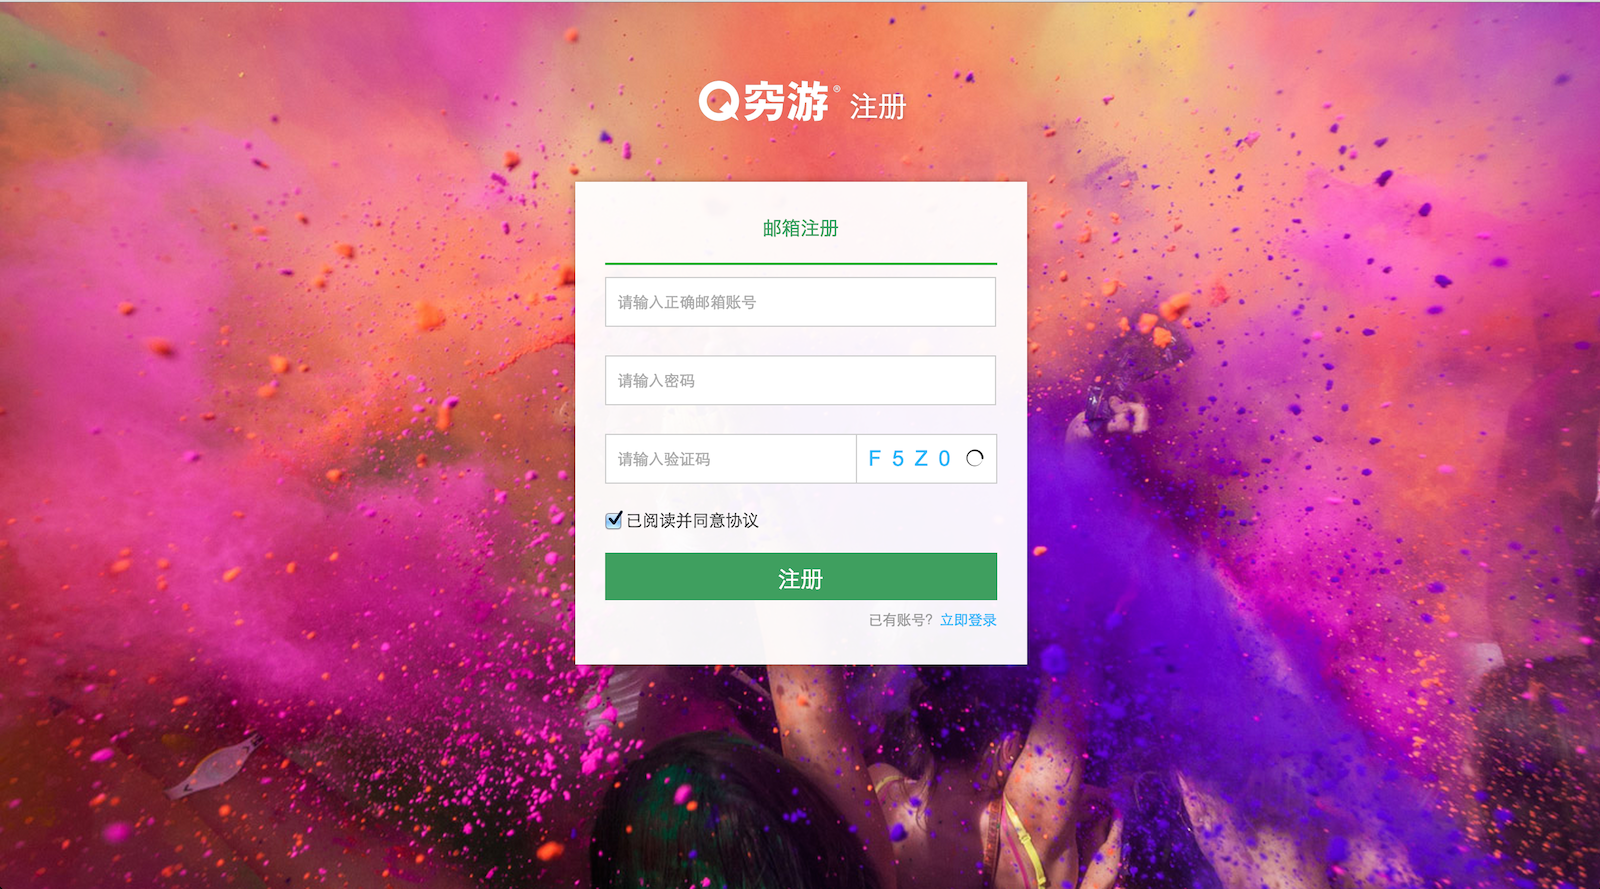 Q穷游® 注册
邮箱注册
请输入正确邮箱账号
请输入密码
请输入验证码 F 5 Z 0
已阅读并同意协议
注册
已有账号? 立即登录